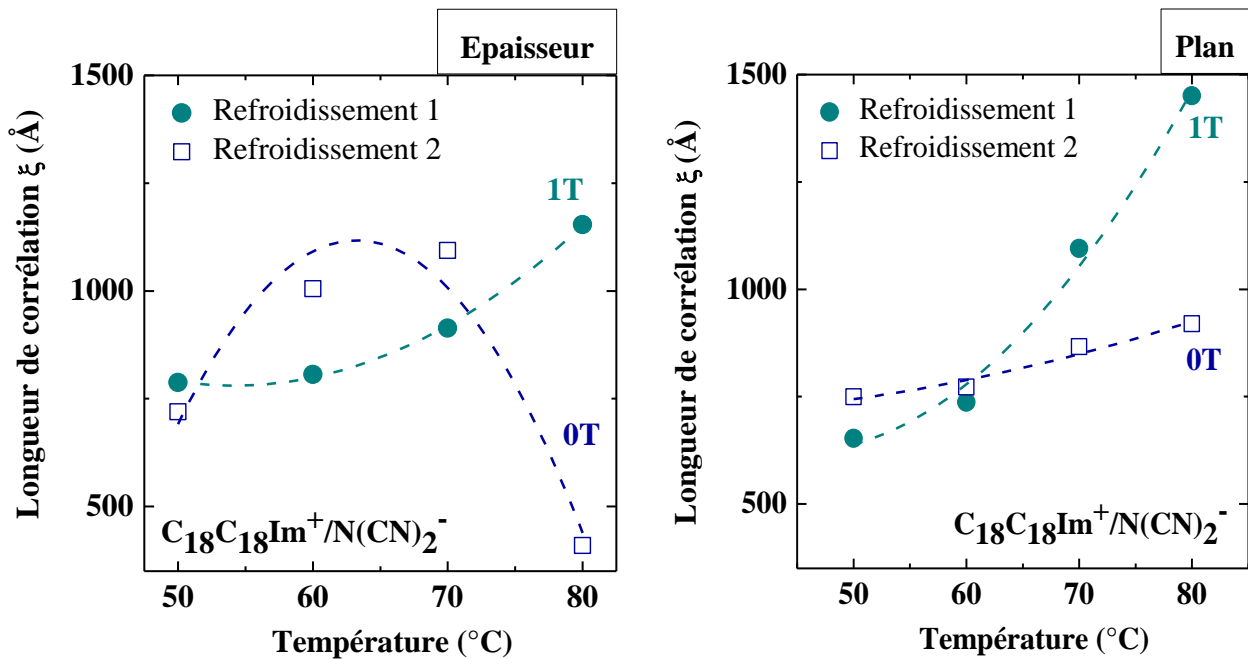 Epaisseur
1500
Refroidissement 1
Refroidissement 2
1T
1000
0T
500
C18C18Im+/N(CN)2-
50 60 70 80
Température (°C)
Longueur de corrélation ξ (Å)
Plan
1500
Refroidissement 1
Refroidissement 2
1T
1000
0T
500
C18C18Im+/N(CN)2-
50 60 70 80
Température (°C)
Longueur de corrélation ξ (Å)